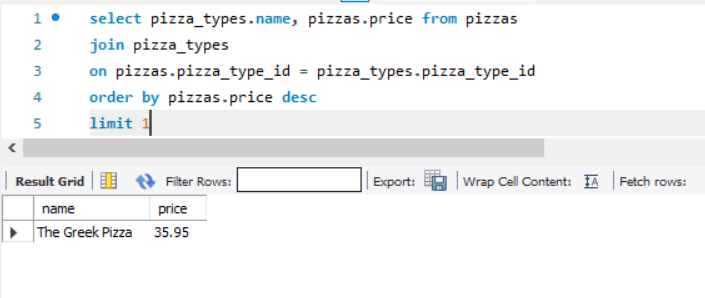 1 select pizza_types.name, pizzas.price from pizzas
2 join pizza_types
3 on pizzas.pizza_type_id = pizza_types.pizza_type_id
4 order by pizzas.price desc
5 limit 1
Result Grid Filter Rows: Export: Wrap Cell Content: IA Fetch rows:
name price
The Greek Pizza 35.95